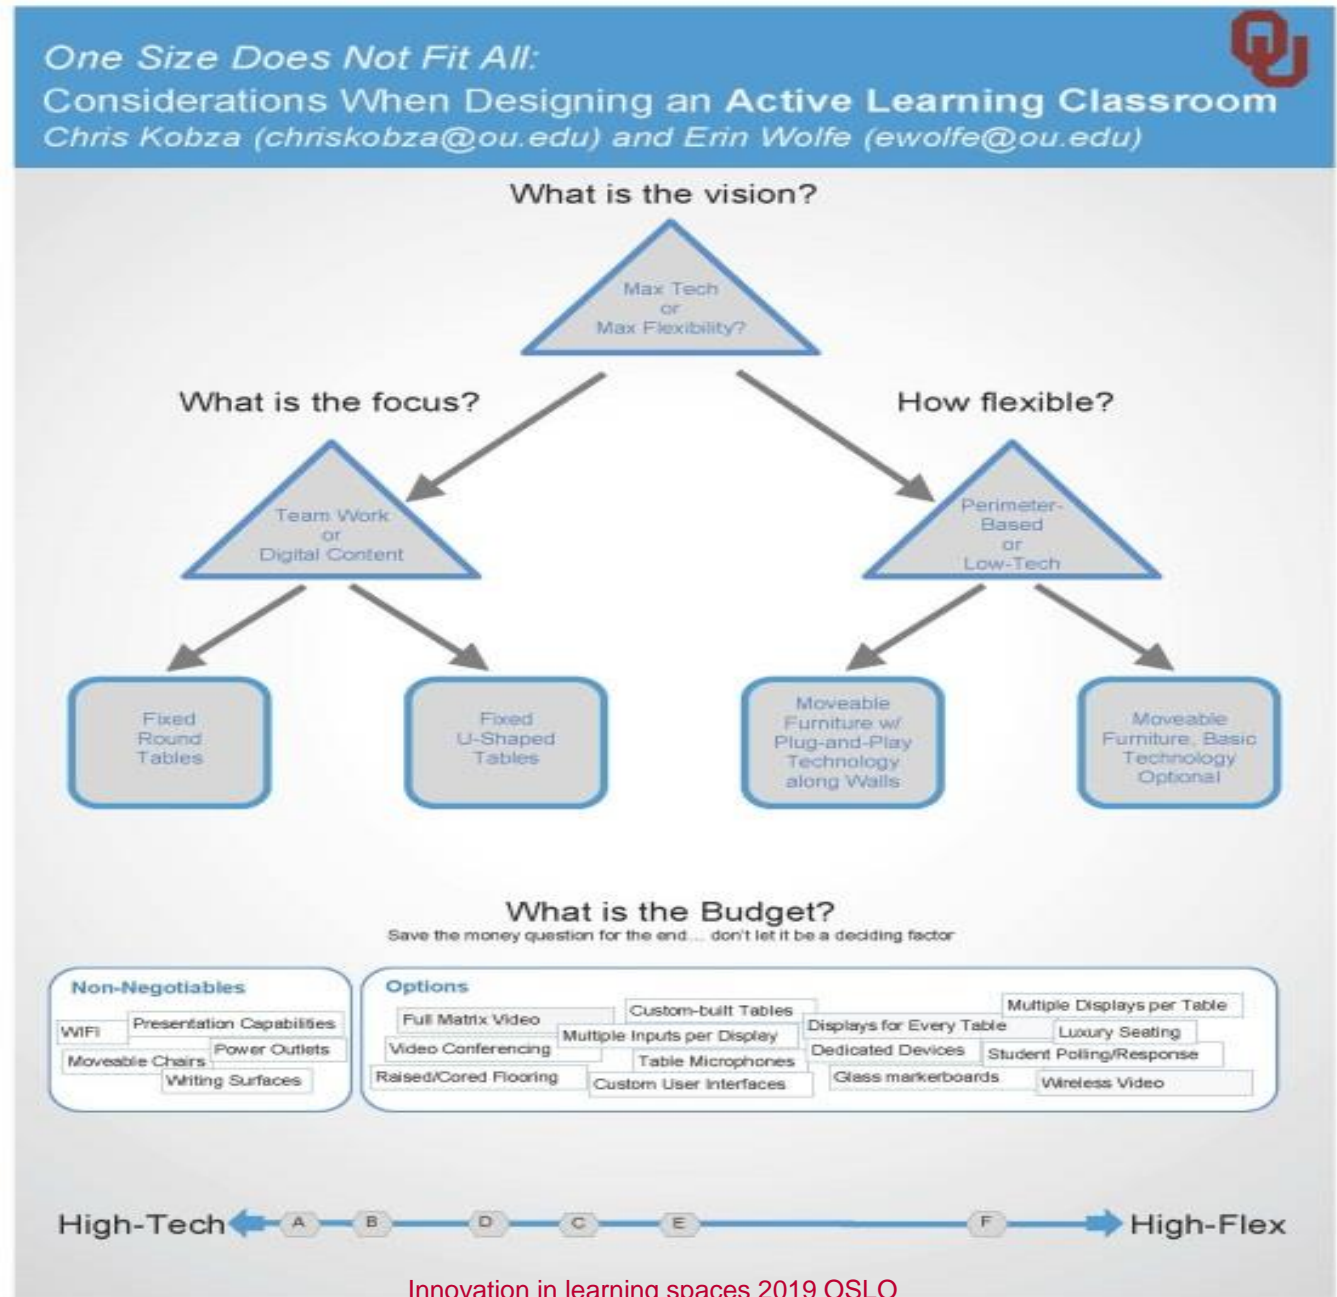 OU
One Size Does Not Fit All:
Considerations When Designing an Active Learning Classroom
Chris Kobza (chriskobza@ou.edu) and Erin Wolfe (ewolfe@ou.edu)
What is the vision?
Max Tech
or
Max Flexibility?
What is the focus?
How flexible?
Team Work
or
Digital Content
Perimeter-
Based
or
Low-Tech
Fixed
Round
Tables
Fixed
U-Shaped
Tables
Moveable
Furniture w/
Plug-and-Play
Technology
along Walls
Moveable
Furniture, Basic
Technology
Optional
What is the Budget?
Save the money question for the end... don't let it be a deciding factor
Non-Negotiables
WIFI
Presentation Capabilities
Moveable Chairs
Power Outlets
Writing Surfaces
Options
Full Matrix Video
Custom-built Tables
Multiple Displays per Table
Multiple Inputs per Display
Displays for Every Table
Luxury Seating
Video Conferencing
Table Microphones
Dedicated Devices
Student Polling/Response
Raised/Cored Flooring
Custom User Interfaces
Glass markerboards
Wireless Video
High-Tech A B D C E F High-Flex
Innovation in learning spaces 2019 OSLO